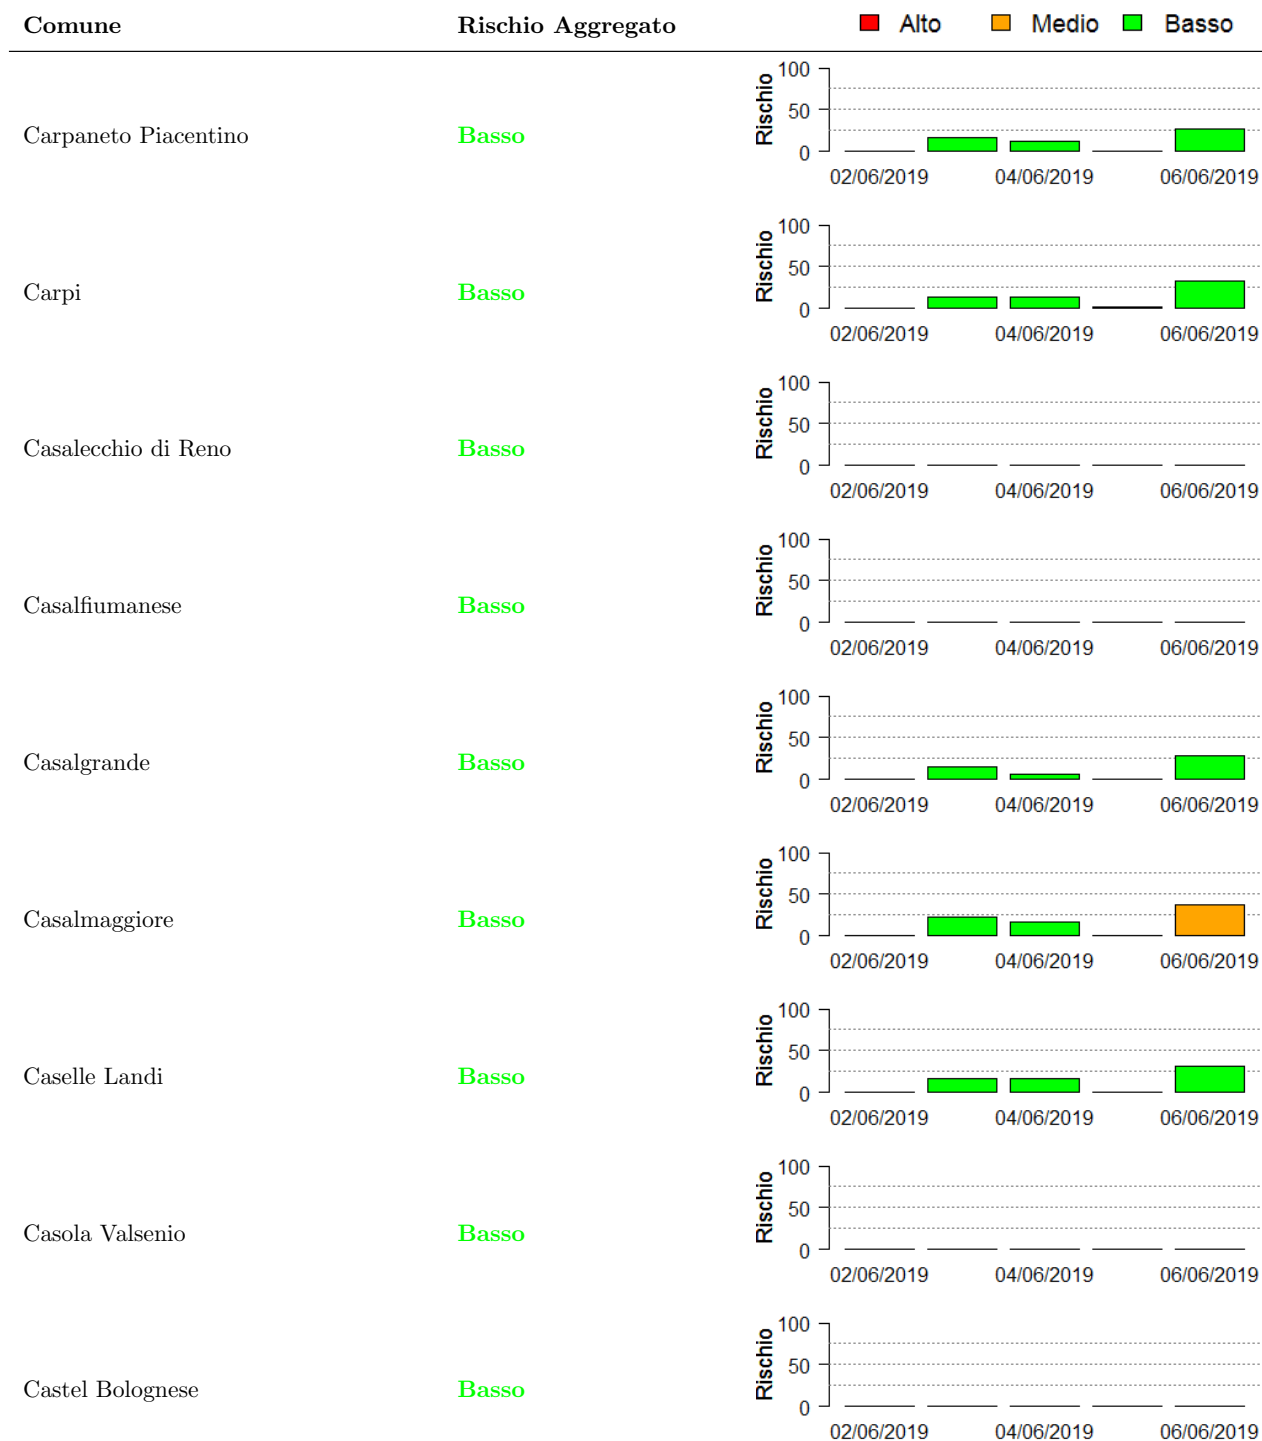 Comune Rischio Aggregato Alto Medio Basso
Carpaneto Piacentino Basso
Rischio
100
50
0
02/06/2019 04/06/2019 06/06/2019
Carpi Basso
Rischio
100
50
0
02/06/2019 04/06/2019 06/06/2019
Casalecchio di Reno Basso
Rischio
100
50
0
02/06/2019 04/06/2019 06/06/2019
Casalfiumanese Basso
Rischio
100
50
0
02/06/2019 04/06/2019 06/06/2019
Casalgrande Basso
Rischio
100
50
0
02/06/2019 04/06/2019 06/06/2019
Casalmaggiore Basso
Rischio
100
50
0
02/06/2019 04/06/2019 06/06/2019
Caselle Landi Basso
Rischio
100
50
0
02/06/2019 04/06/2019 06/06/2019
Casola Valsenio Basso
Rischio
100
50
0
02/06/2019 04/06/2019 06/06/2019
Castel Bolognese Basso
Rischio
100
50
0
02/06/2019 04/06/2019 06/06/2019